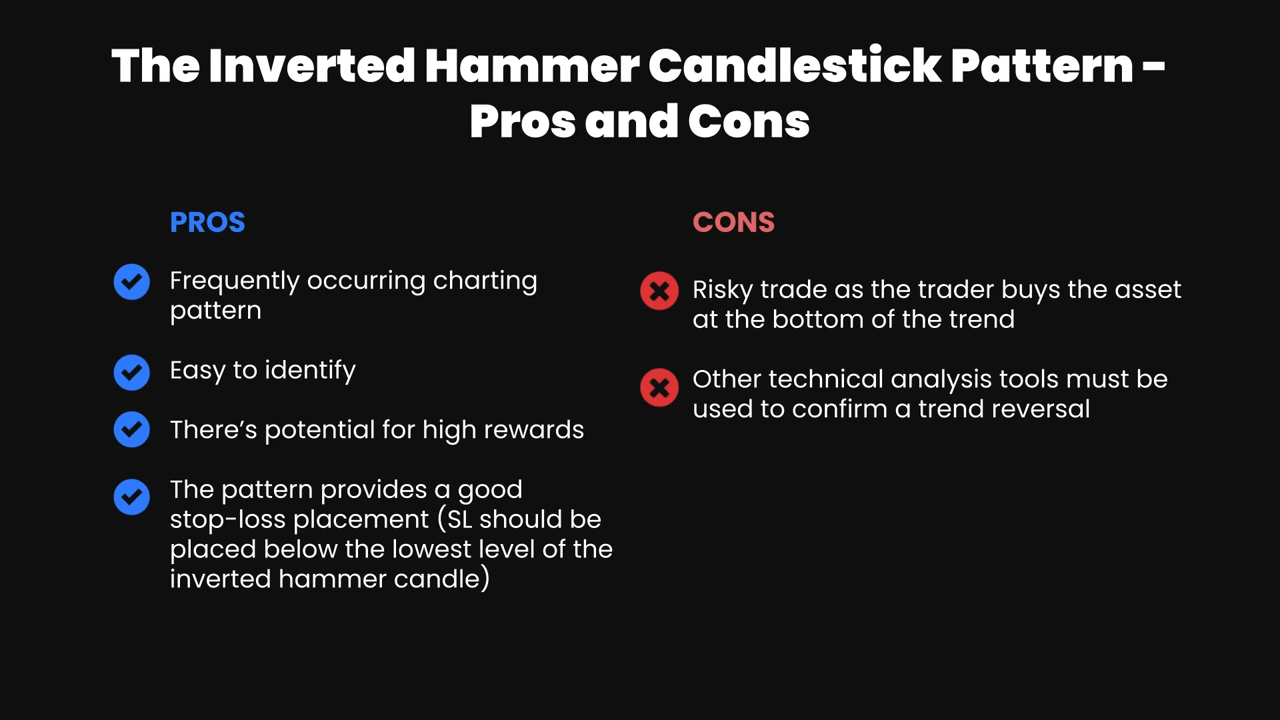 The Inverted Hammer Candlestick Pattern -
Pros and Cons
PROS
Frequently occurring charting
pattern
Easy to identify
There’s potential for high rewards
The pattern provides a good
stop-loss placement (SL should be
placed below the lowest level of the
inverted hammer candle)
CONS
Risky trade as the trader buys the asset
at the bottom of the trend
Other technical analysis tools must be
used to confirm a trend reversal